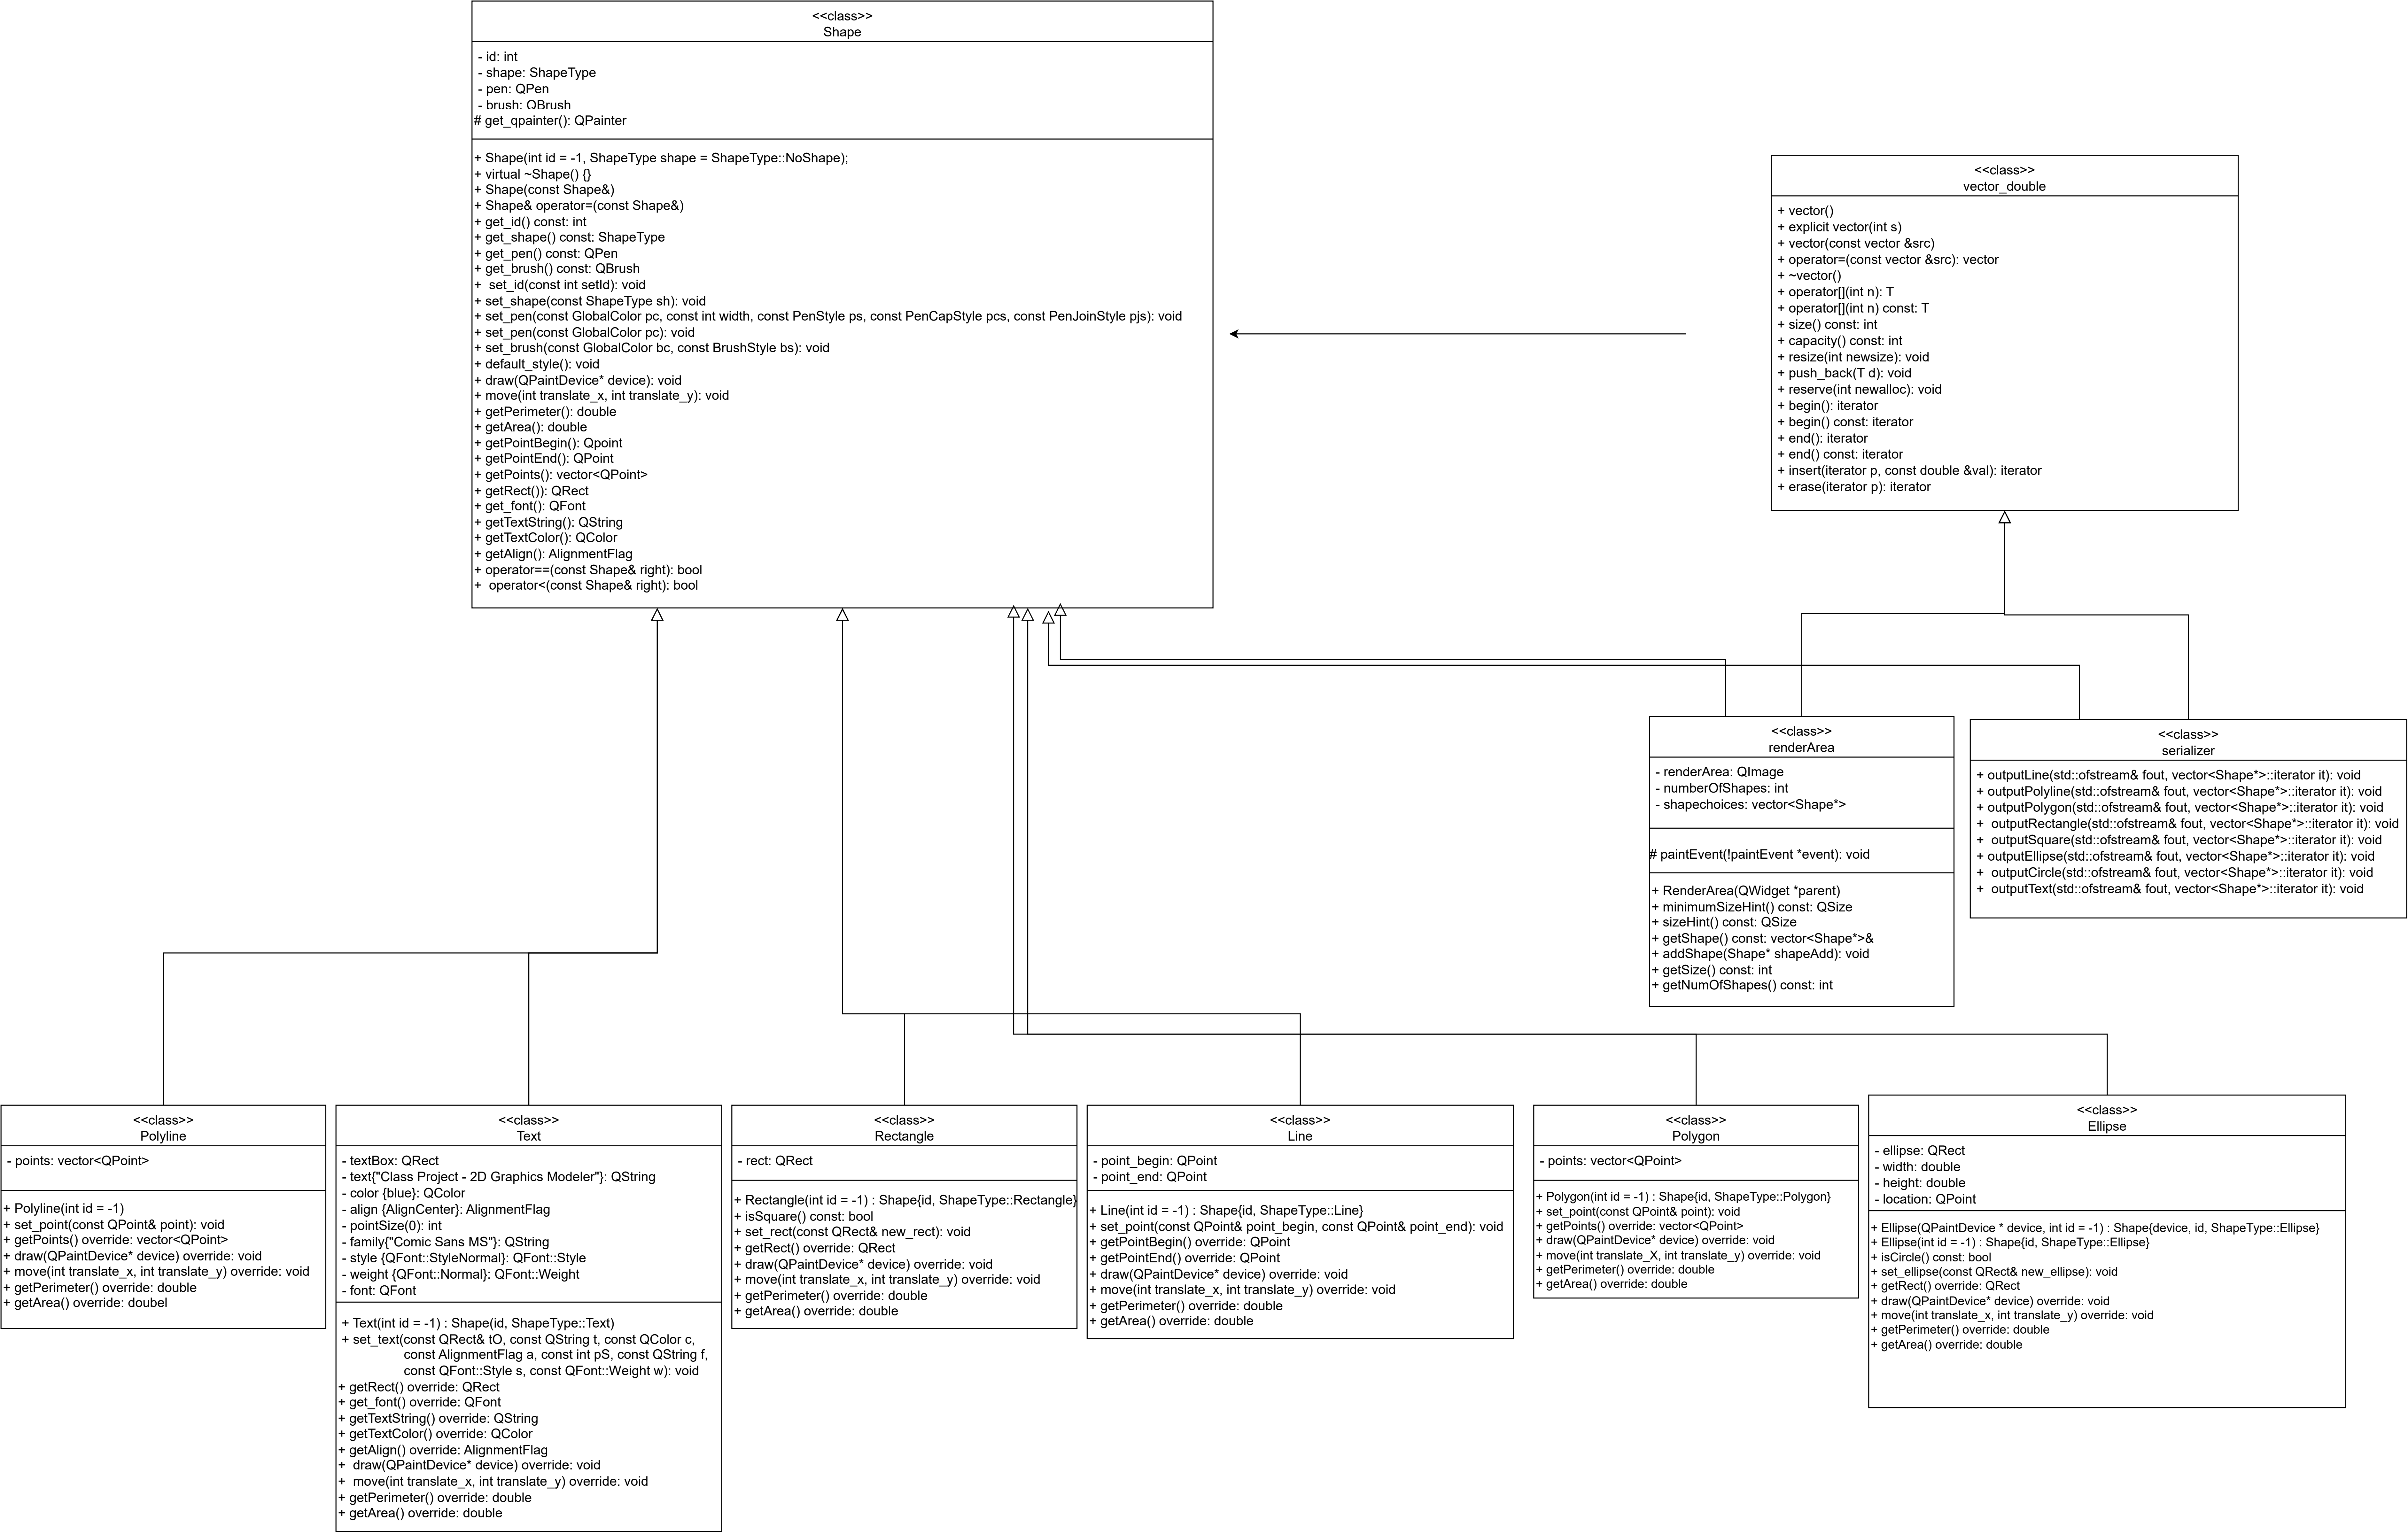 <<class>>
Shape
- id: int
- shape: ShapeType
- pen: QPen
- brush: QBrush
# get_qpainter(): QPainter
+ Shape(int id = -1, ShapeType shape = ShapeType::NoShape);
+ virtual ~Shape() {}
+ Shape(const Shape&)
+ Shape& operator=(const Shape&)
+ get_id() const: int
+ get_shape() const: ShapeType
+ get_pen() const: QPen
+ get_brush() const: QBrush
+  set_id(const int setId): void
+ set_shape(const ShapeType sh): void
+ set_pen(const GlobalColor pc, const int width, const PenStyle ps, const PenCapStyle pcs, const PenJoinStyle pjs): void
+ set_pen(const GlobalColor pc): void
+ set_brush(const GlobalColor bc, const BrushStyle bs): void
+ default_style(): void
+ draw(QPaintDevice* device): void
+ move(int translate_x, int translate_y): void
+ getPerimeter(): double
+ getArea(): double
+ getPointBegin(): Qpoint
+ getPointEnd(): QPoint
+ getPoints(): vector<QPoint>
+ getRect()): QRect
+ get_font(): QFont
+ getTextString(): QString
+ getTextColor(): QColor
+ getAlign(): AlignmentFlag
+ operator==(const Shape& right): bool
+  operator<(const Shape& right): bool
<<class>>
vector_double
+ vector()
+ explicit vector(int s)
+ vector(const vector &src)
+ operator=(const vector &src): vector
+ ~vector()
+ operator[](int n): T
+ operator[](int n) const: T
+ size() const: int
+ capacity() const: int
+ resize(int newsize): void
+ push_back(T d): void
+ reserve(int newalloc): void
+ begin(): iterator
+ begin() const: iterator
+ end(): iterator
+ end() const: iterator
+ insert(iterator p, const double &val): iterator
+ erase(iterator p): iterator
<<class>>
renderArea
- renderArea: QImage
- numberOfShapes: int
- shapechoices: vector<Shape*>
# paintEvent(!paintEvent *event): void
+ RenderArea(QWidget *parent)
+ minimumSizeHint() const: QSize
+ sizeHint() const: QSize
+ getShape() const: vector<Shape*>&
+ addShape(Shape* shapeAdd): void
+ getSize() const: int
+ getNumOfShapes() const: int
<<class>>
serializer
+ outputLine(std::ofstream& fout, vector<Shape*>::iterator it): void
+ outputPolyline(std::ofstream& fout, vector<Shape*>::iterator it): void
+ outputPolygon(std::ofstream& fout, vector<Shape*>::iterator it): void
+  outputRectangle(std::ofstream& fout, vector<Shape*>::iterator it): void
+  outputSquare(std::ofstream& fout, vector<Shape*>::iterator it): void
+ outputEllipse(std::ofstream& fout, vector<Shape*>::iterator it): void
+  outputCircle(std::ofstream& fout, vector<Shape*>::iterator it): void
+  outputText(std::ofstream& fout, vector<Shape*>::iterator it): void
<<class>>
Polyline
- points: vector<QPoint>
+ Polyline(int id = -1)
+ set_point(const QPoint& point): void
+ getPoints() override: vector<QPoint>
+ draw(QPaintDevice* device) override: void
+ move(int translate_x, int translate_y) override: void
+ getPerimeter() override: double
+ getArea() override: doubel
<<class>>
Text
- textBox: QRect
- text{"Class Project - 2D Graphics Modeler"}: QString
- color {blue}: QColor
- align {AlignCenter}: AlignmentFlag
- pointSize(0): int
- family{"Comic Sans MS"}: QString
- style {QFont::StyleNormal}: QFont::Style
- weight {QFont::Normal}: QFont::Weight
- font: QFont
+ Text(int id = -1) : Shape(id, ShapeType::Text)
+ set_text(const QRect& tO, const QString t, const QColor c,
const AlignmentFlag a, const int pS, const QString f,
const QFont::Style s, const QFont::Weight w): void
+ getRect() override: QRect
+ get_font() override: QFont
+ getTextString() override: QString
+ getTextColor() override: QColor
+ getAlign() override: AlignmentFlag
+  draw(QPaintDevice* device) override: void
+  move(int translate_x, int translate_y) override: void
+ getPerimeter() override: double
+ getArea() override: double
<<class>>
Rectangle
- rect: QRect
+ Rectangle(int id = -1) : Shape{id, ShapeType::Rectangle}
+ isSquare() const: bool
+ set_rect(const QRect& new_rect): void
+ getRect() override: QRect
+ draw(QPaintDevice* device) override: void
+ move(int translate_x, int translate_y) override: void
+ getPerimeter() override: double
+ getArea() override: double
<<class>>
Line
- point_begin: QPoint
- point_end: QPoint
+ Line(int id = -1) : Shape{id, ShapeType::Line}
+ set_point(const QPoint& point_begin, const QPoint& point_end): void
+ getPointBegin() override: QPoint
+ getPointEnd() override: QPoint
+ draw(QPaintDevice* device) override: void
+ move(int translate_x, int translate_y) override: void
+ getPerimeter() override: double
+ getArea() override: double
<<class>>
Polygon
- points: vector<QPoint>
+ Polygon(int id = -1) : Shape{id, ShapeType::Polygon}
+ set_point(const QPoint& point): void
+ getPoints() override: vector<QPoint>
+ draw(QPaintDevice* device) override: void
+ move(int translate_X, int translate_y) override: void
+ getPerimeter() override: double
+ getArea() override: double
<<class>>
Ellipse
- ellipse: QRect
- width: double
- height: double
- location: QPoint
+ Ellipse(QPaintDevice * device, int id = -1) : Shape{device, id, ShapeType::Ellipse}
+ Ellipse(int id = -1) : Shape{id, ShapeType::Ellipse}
+ isCircle() const: bool
+ set_ellipse(const QRect& new_ellipse): void
+ getRect() override: QRect
+ draw(QPaintDevice* device) override: void
+ move(int translate_x, int translate_y) override: void
+ getPerimeter() override: double
+ getArea() override: double